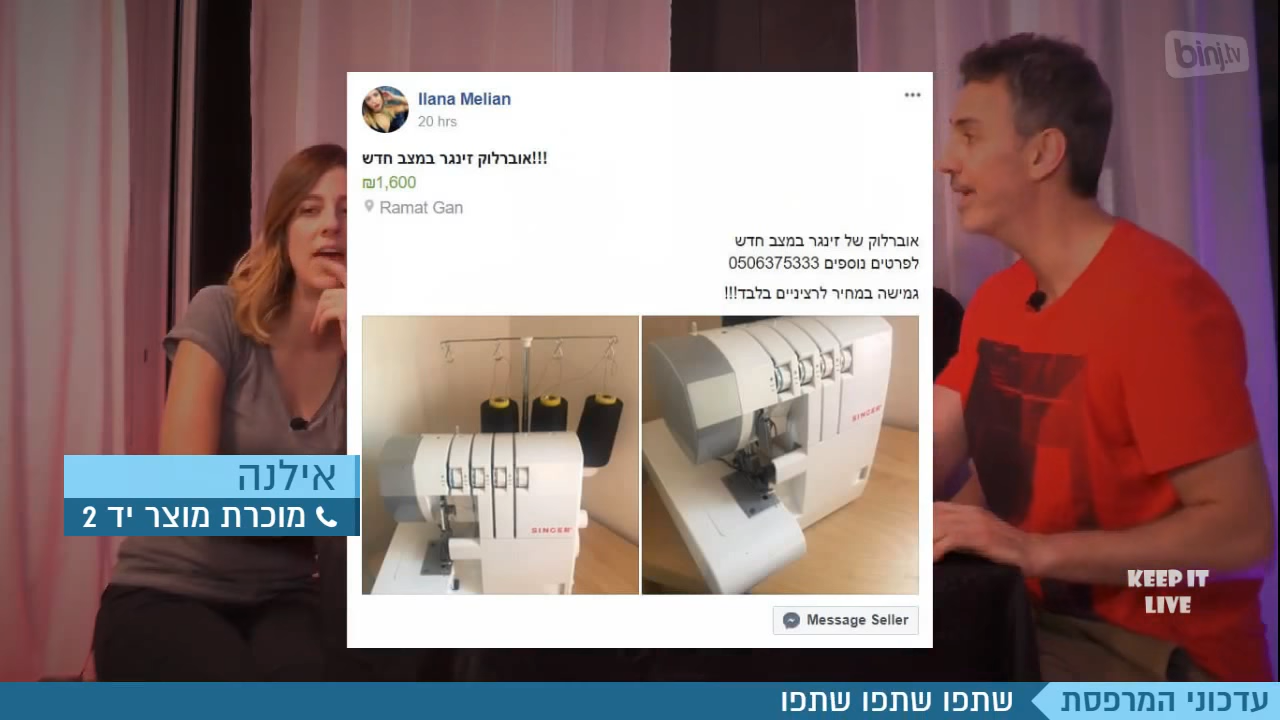 binj.tv
Ilana Melian
20 hrs
אוברלוק זינגר במצב חדש!!!
₪1,600
Ramat Gan
אוברלוק של זינגר במצב חדש
לפרטים נוספים 0506375333
גמישה במחיר לרציניים בלבד!!!
SINGER
SINGER
Message Seller
אילנה
מוכרת מוצר יד 2
KEEP IT
LIVE
עדכוני המרפסת
שתפו שתפו שתפו